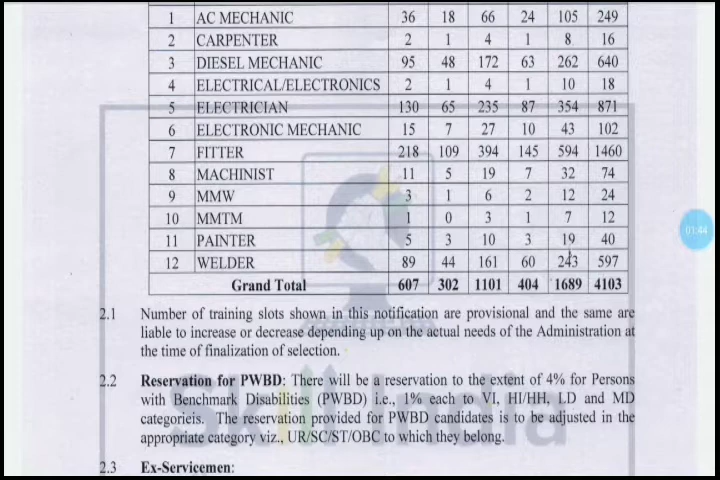 1 AC MECHANIC 36 18 66 24 105 249
2 CARPENTER 2 1 4 1 8 16
3 DIESEL MECHANIC 95 48 172 63 262 640
4 ELECTRICAL/ELECTRONICS 2 1 4 1 10 18
5 ELECTRICIAN 130 65 235 87 354 871
6 ELECTRONIC MECHANIC 15 7 27 10 43 102
7 FITTER 218 109 394 145 594 1460
8 MACHINIST 11 5 19 7 32 74
9 MMW 3 1 6 2 12 24
10 MMTM 1 0 3 1 7 12
11 PAINTER 5 3 10 3 19 40
12 WELDER 89 44 161 60 243 597
Grand Total 607 302 1101 404 1689 4103
01:44
2.1 Number of training slots shown in this notification are provisional and the same are
liable to increase or decrease depending up on the actual needs of the Administration at
the time of finalization of selection.
2.2 Reservation for PWBD: There will be a reservation to the extent of 4% for Persons
with Benchmark Disabilities (PWBD) i.e., 1% each to VI, HI/HH, LD and MD
categorieis. The reservation provided for PWBD candidates is to be adjusted in the
appropriate category viz., UR/SC/ST/OBC to which they belong.
Skill India
2.3 Ex-Servicemen: